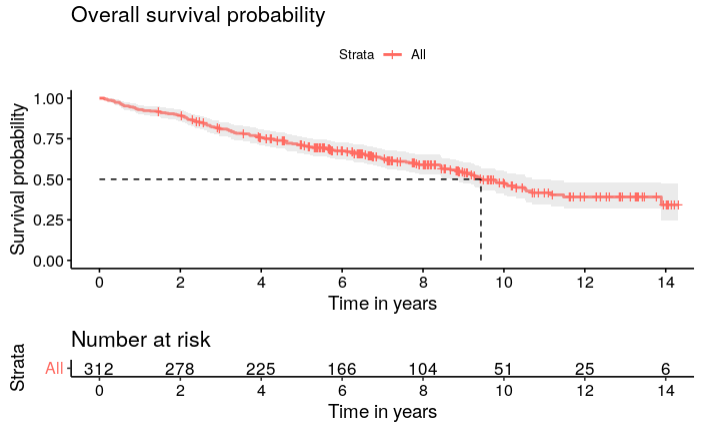 Overall survival probability
Strata All
Survival probability
1.00
0.75
0.50
0.25
0.00
0 2 4 6 8 10 12 14
Time in years
Number at risk
Strata
All 312 278 225 166 104 51 25 6
0 2 4 6 8 10 12 14
Time in years